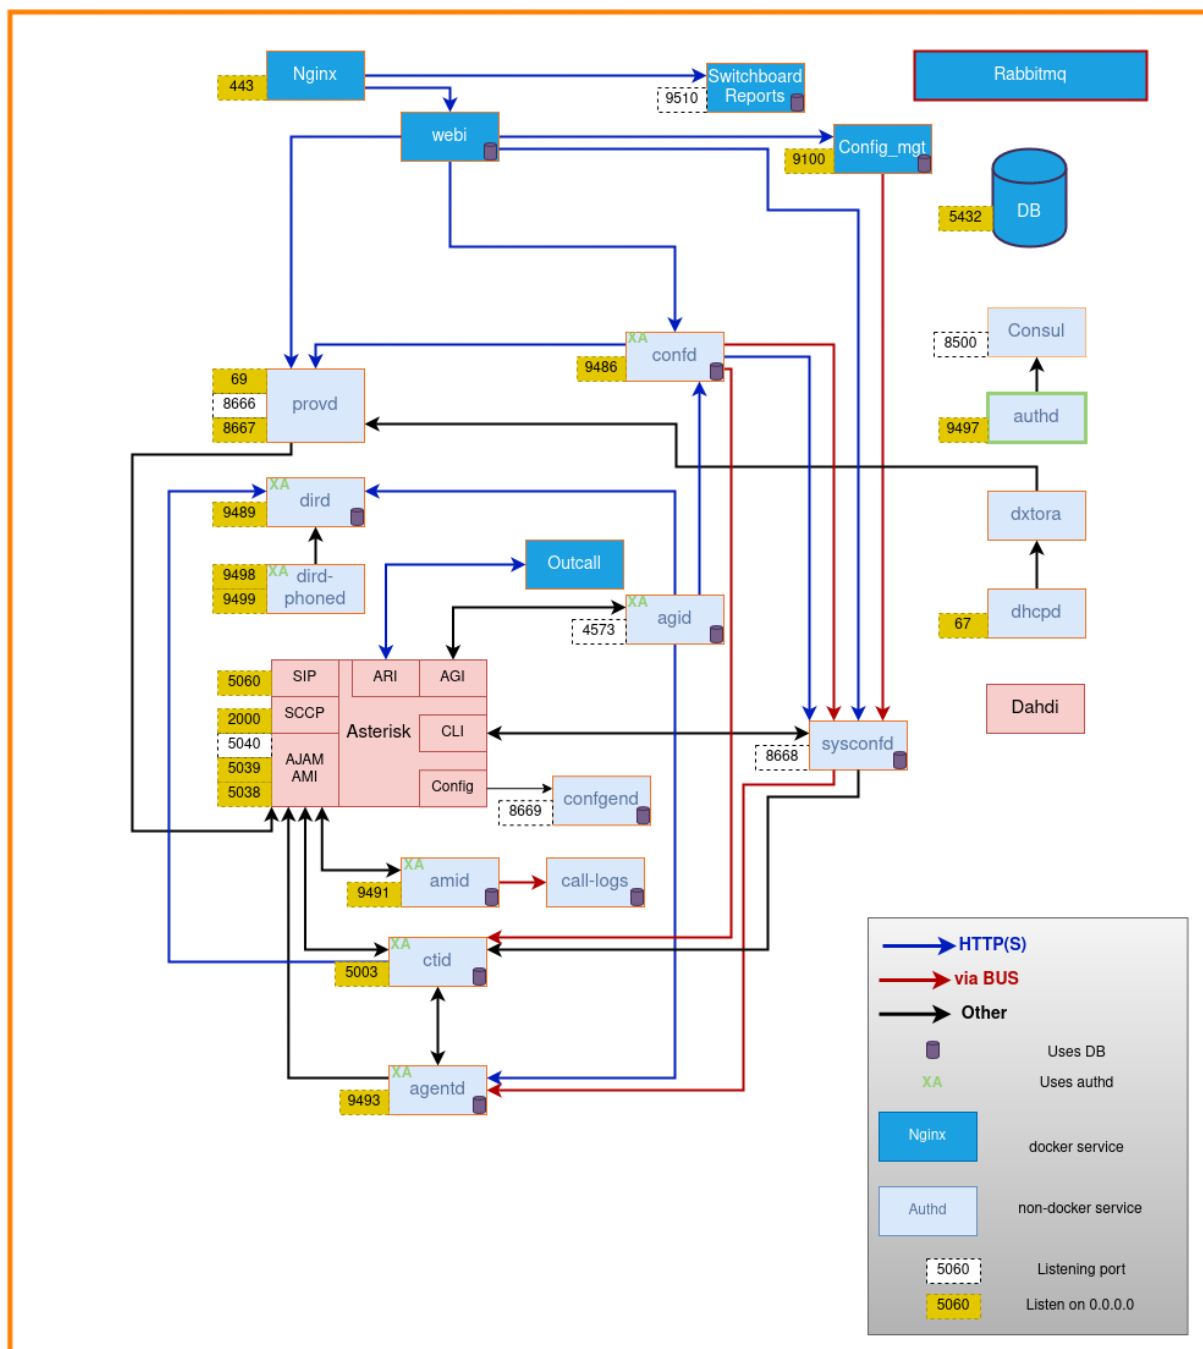 Nginx
443
Switchboard
Reports
9510
Rabbitmq
webi
Config_mgt
9100
DB
5432
Consul
8500
XA
confd
9486
69
8666
8667
provd
authd
9497
XA
dird
9489
dxtora
XA
dird-
phoned
9498
9499
Outcall
XA
agid
4573
dhcpd
67
SIP
ARI
AGI
5060
SCCP
2000
Asterisk
CLI
5040
AJAM
AMI
5039
5038
Config
Dahdi
sysconfd
8668
confgend
8669
XA
amid
9491
call-logs
XA
ctid
5003
XA
agentd
9493
HTTP(S)
via BUS
Other
Uses DB
XA
Uses authd
Nginx
docker service
Authd
non-docker service
5060
Listening port
5060
Listen on 0.0.0.0